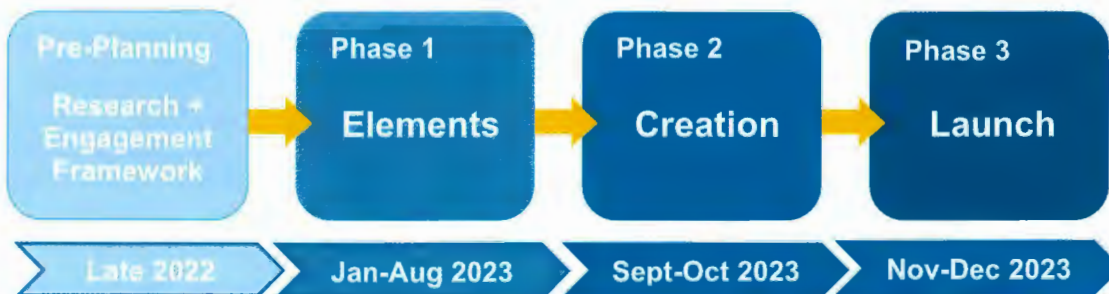 Pre-Planning
Research +
Engagement
Framework
Phase 1
Elements
Phase 2
Creation
Phase 3
Launch
Late 2022
Jan-Aug 2023
Sept-Oct 2023
Nov-Dec 2023